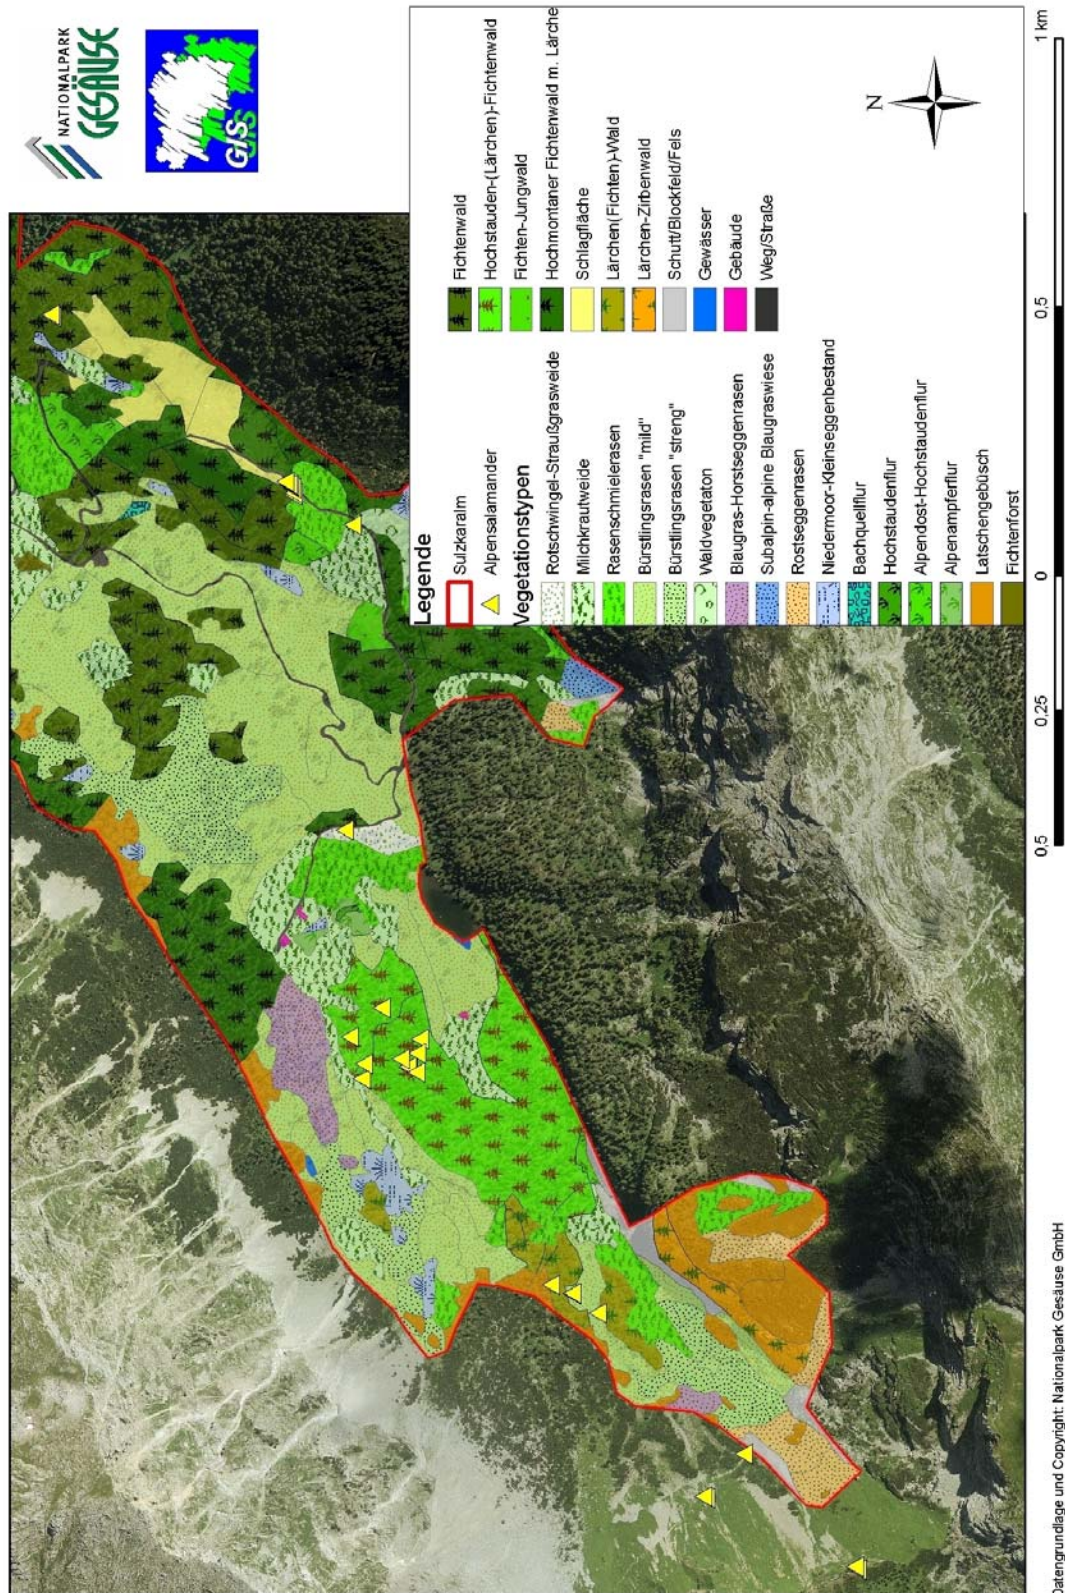 NATIONALPARK
GESÄUSE
GIS
Legende
Sulzkaralm
Alpensalamander
Vegetationstypen
Rotschwingel-Straußgrasweide
Milchkrautweide
Rasenschmielerasen
Bürstlingsrasen "mild"
Bürstlingsrasen "streng"
Waldvegetaton
Blaugras-Horstseggenrasen
Subalpin-alpine Blaugraswiese
Rostseggenrasen
Niedermoor-Kleinseggenbestand
Bachquellflur
Hochstaudenflur
Alpendost-Hochstaudenflur
Alpenampferflur
Latschengebüsch
Fichtenforst
Fichtenwald
Hochstauden-(Lärchen)-Fichtenwald
Fichten-Jungwald
Hochmontaner Fichtenwald m. Lärche
Schlagfläche
Lärchen(Fichten)-Wald
Lärchen-Zirbenwald
Schutt/Blockfeld/Fels
Gewässer
Gebäude
Weg/Straße
N
0,5 0,25 0 0,5 1 km
Datengrundlage und Copyright: Nationalpark Gesäuse GmbH